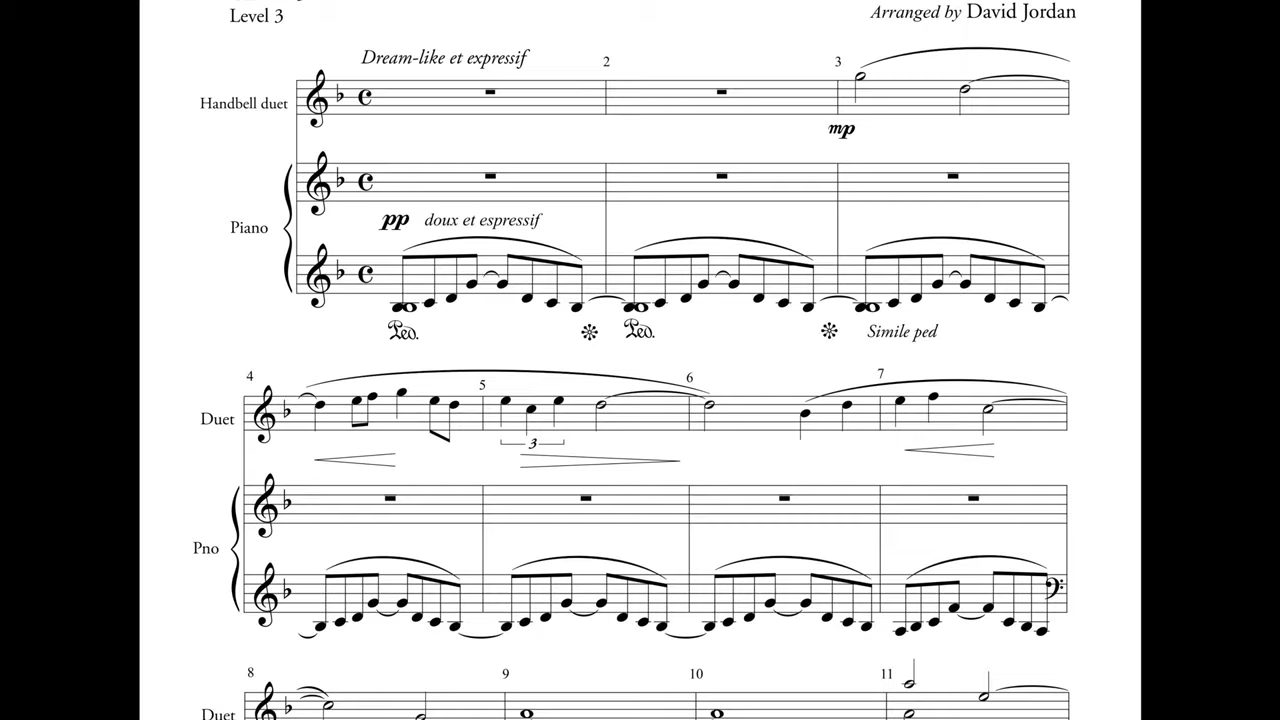 Level 3
Arranged by David Jordan
Dream-like et expressif
2
3
Handbell duet
mp
Piano
pp doux et espressif
Ped.
Ped.
Simile ped
4
5
6
7
Duet
3
Pno
8
9
10
11
Duet